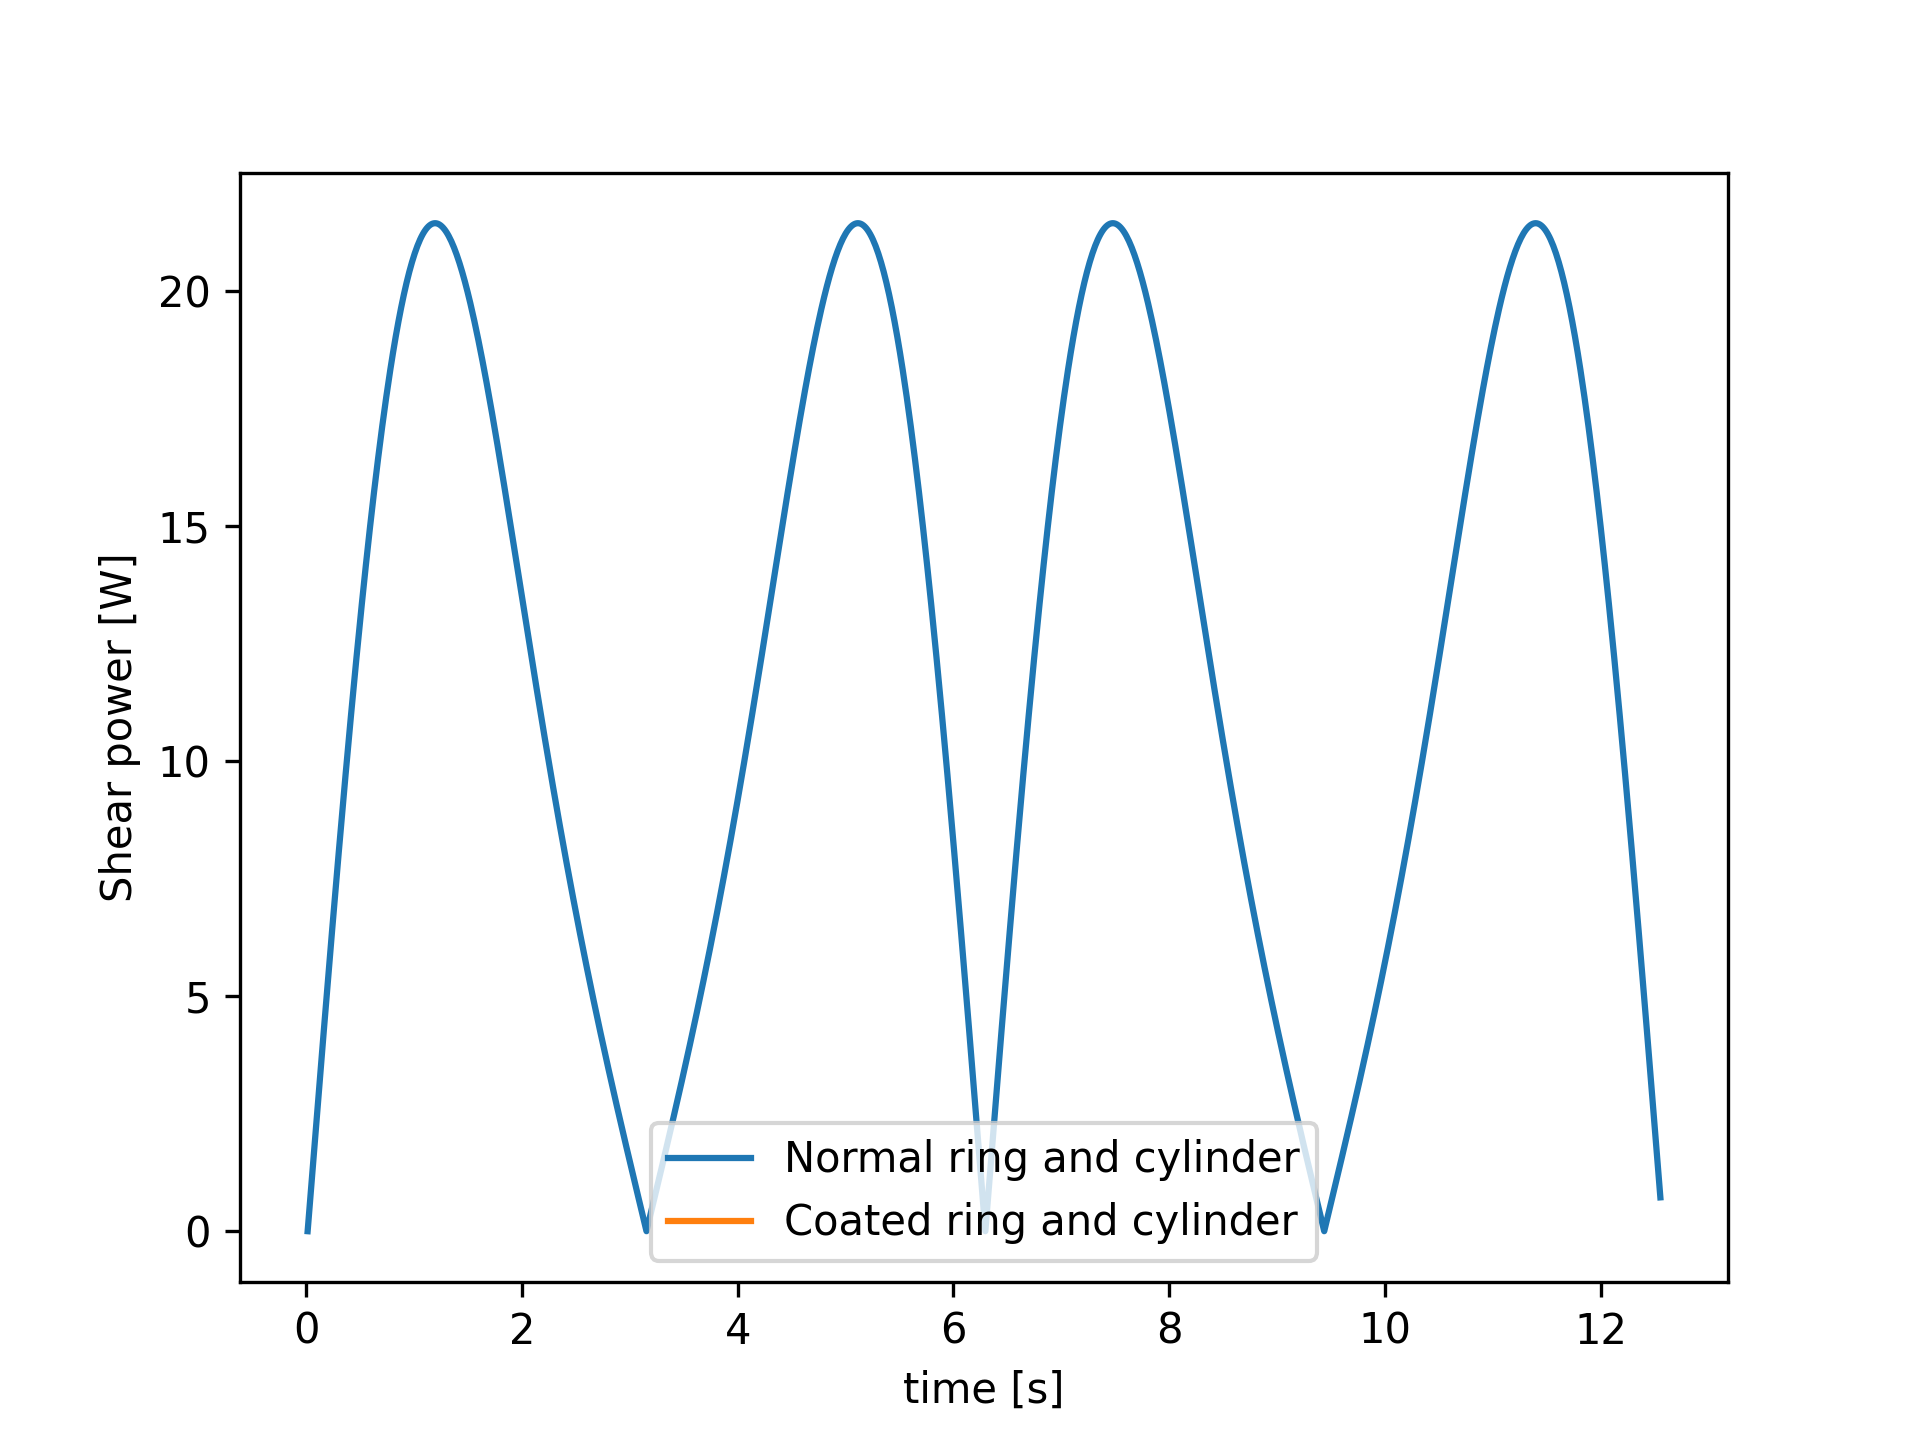 20
15
10
5
0
Shear power [W]
Normal ring and cylinder
Coated ring and cylinder
0 2 4 6 8 10 12
time [s]